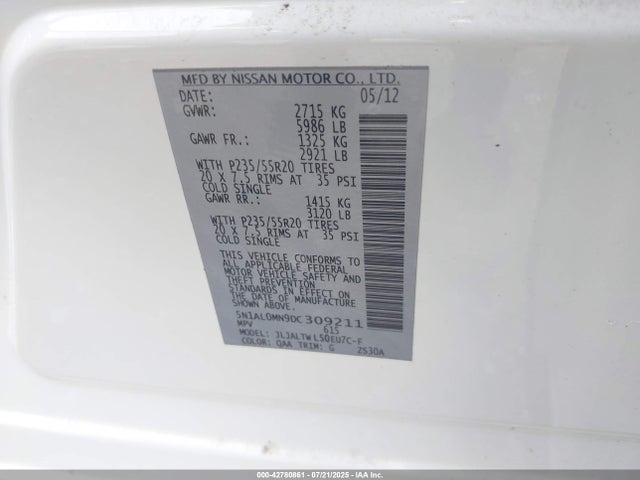 MFD BY NISSAN MOTOR CO., LTD.
DATE: 05/12
GVWR: 2715 KG
5986 LB
GAWR FR.: 1325 KG
2921 LB
WITH P235/55R20 TIRES
20 X 7.5 RIMS AT 35 PSI
COLD SINGLE
GAWR RR.: 1415 KG
3120 LB
WITH P235/55R20 TIRES
20 X 7.5 RIMS AT 35 PSI
COLD SINGLE
THIS VEHICLE CONFORMS TO
ALL APPLICABLE FEDERAL
MOTOR VEHICLE SAFETY AND
THEFT PREVENTION STANDARDS
IN EFFECT ON THE
DATE OF MANUFACTURE
SHOWN ABOVE.
5N1AL0MN9DC309211
MPV 615
MODEL: JLJALTWL50EU7C-F
COLOR: QAA TRIM: G 2S30A
000-42780861 - 07/21/2025 - IAAI.CA